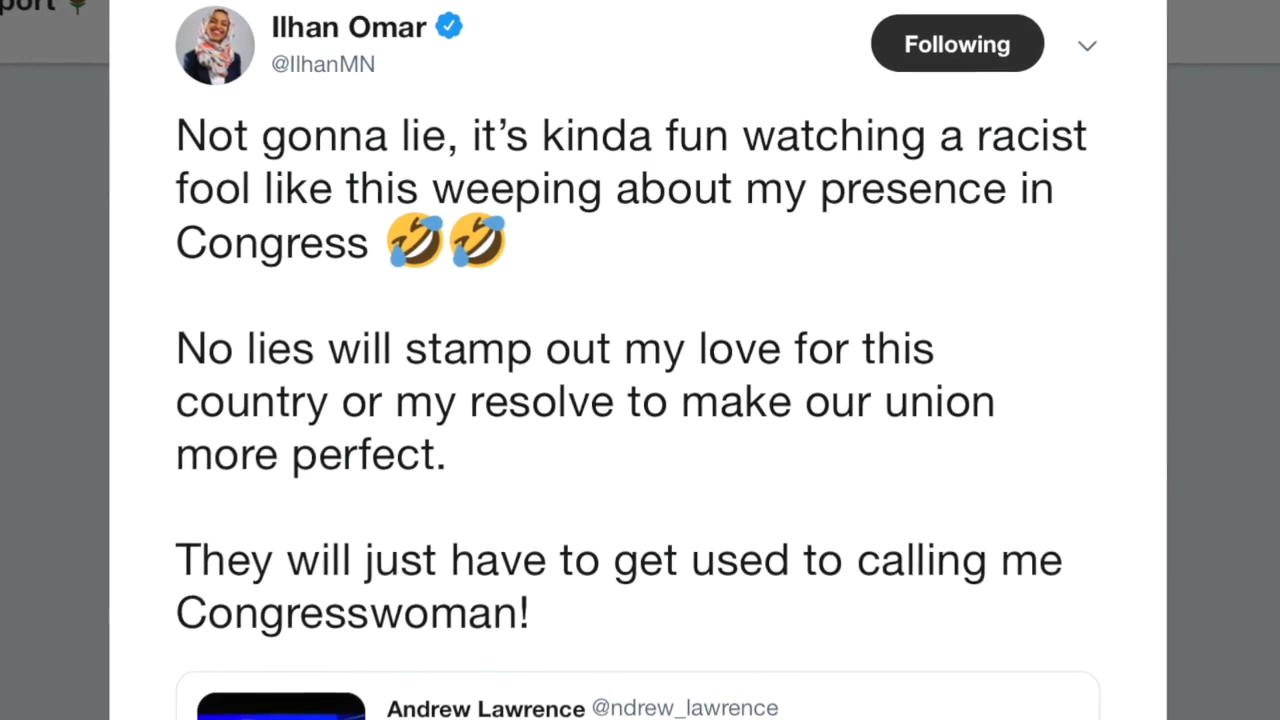 port
Ilhan Omar
@IlhanMN
Following
Not gonna lie, it’s kinda fun watching a racist
fool like this weeping about my presence in
Congress 🤣🤣
No lies will stamp out my love for this
country or my resolve to make our union
more perfect.
They will just have to get used to calling me
Congresswoman!
Andrew Lawrence @ndrew_lawrence